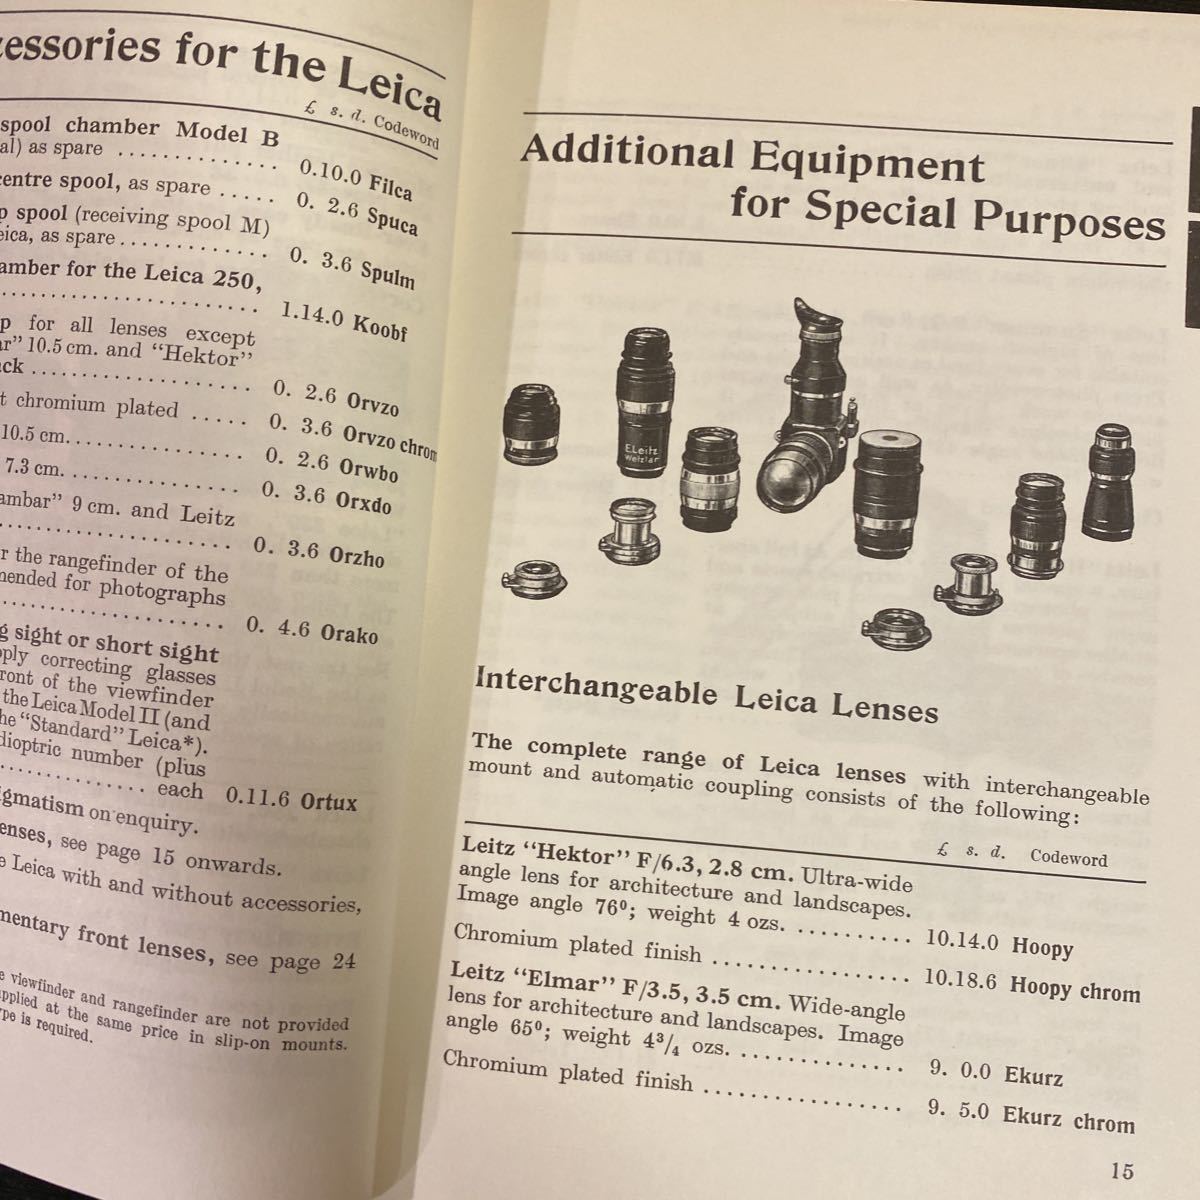 cessories for the Leica
£ s. d. Codeword
spool chamber Model B
al) as spare .............. 0.10.0 Filca
centre spool, as spare ..... 0. 2.6 Spuca
p spool (receiving spool M)
eica, as spare ............. 0. 3.6 Spulm
amber for the Leica 250,
........................ 1.14.0 Koobf
p for all lenses except
ar" 10.5 cm. and "Hektor"
ck .................... 0. 2.6 Orvzo
t chromium plated ..... 0. 3.6 Orvzo chrom
10.5 cm. ................ 0. 2.6 Orwbo
7.3 cm. ................ 0. 3.6 Orxdo
ambar" 9 cm. and Leitz
...................... 0. 3.6 Orzho
r the rangefinder of the
mended for photographs
...................... 0. 4.6 Orako
g sight or short sight
pply correcting glasses
ront of the viewfinder
the Leica Model II (and
he "Standard" Leica*).
dioptric number (plus
............... each 0.11.6 Ortux
igmatism on enquiry.
enses, see page 15 onwards.
e Leica with and without accessories,
mentary front lenses, see page 24
e viewfinder and rangefinder are not provided
upplied at the same price in slip-on mounts.
ype is required.
Additional Equipment
for Special Purposes
E.Leitz
Wetzlar
Interchangeable Leica Lenses
The complete range of Leica lenses with interchangeable
mount and automatic coupling consists of the following:
£ s. d. Codeword
Leitz "Hektor" F/6.3, 2.8 cm. Ultra-wide
angle lens for architecture and landscapes.
Image angle 76°; weight 4 ozs. .......... 10.14.0 Hoopy
Chromium plated finish ................. 10.18.6 Hoopy chrom
Leitz "Elmar" F/3.5, 3.5 cm. Wide-angle
lens for architecture and landscapes. Image
angle 65°; weight 4³/₄ ozs. .............. 9. 0.0 Ekurz
Chromium plated finish ................. 9. 5.0 Ekurz chrom
15